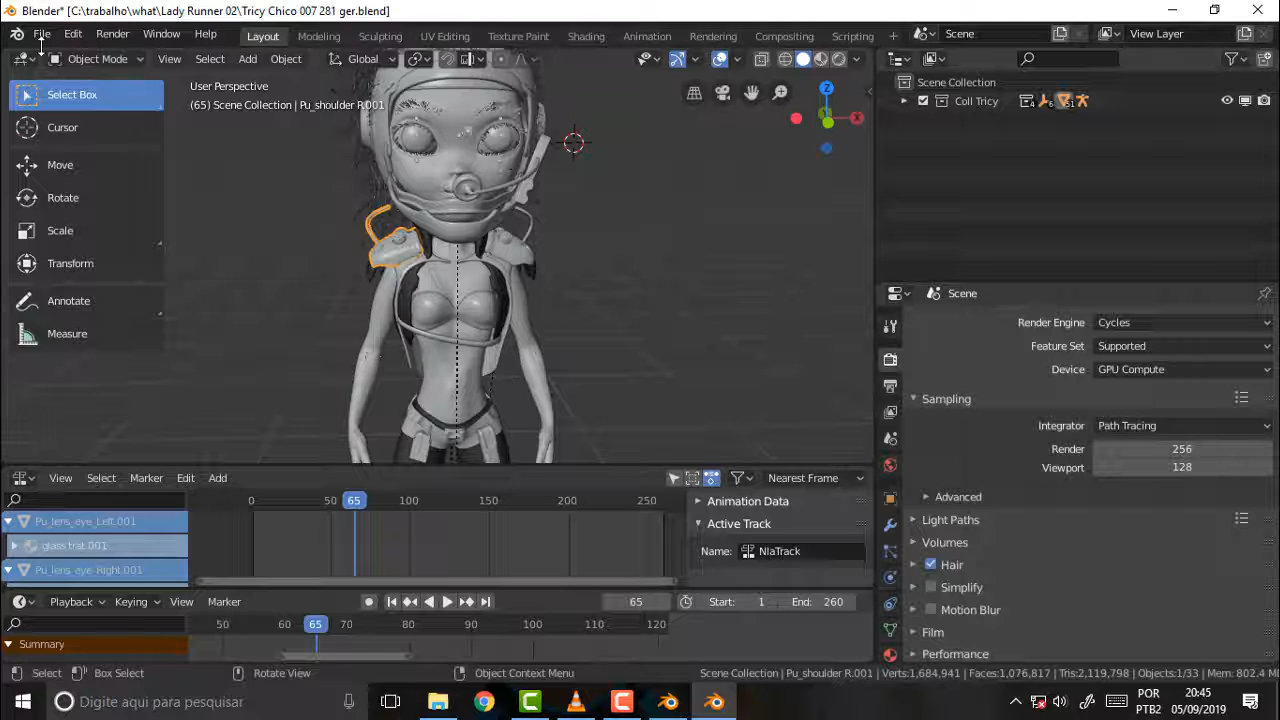 Blender* [C:\trabalho\what\Lady Runner 02\Tricy Chico 007 281 ger.blend]
File Edit Render Window Help Layout Modeling Sculpting UV Editing Texture Paint Shading Animation Rendering Compositing Scripting + Scene View Layer
Object Mode View Select Add Object Global
Select Box
Cursor
Move
Rotate
Scale
Transform
Annotate
Measure
User Perspective
(65) Scene Collection | Pu_shoulder R.001
Z
X
Scene Collection
Coll Tricy 4 6 51
Scene
Render Engine Cycles
Feature Set Supported
Device GPU Compute
Sampling
Integrator Path Tracing
Render 256
Viewport 128
Advanced
Light Paths
Volumes
Hair
Simplify
Motion Blur
Film
Performance
View Select Marker Edit Add Nearest Frame
0 50 65 100 150 200 250
Pu_lens_eye_Left.001
glass trat.001
Pu_lens_eye_Right.001
Animation Data
Active Track
Name: NlaTrack
Playback Keying View Marker 65 Start: 1 End: 260
50 60 65 70 80 90 100 110 120
Summary
Select Box Select Rotate View Object Context Menu Scene Collection | Pu_shoulder R.001 | Verts:1,684,941 | Faces:1,076,817 | Tris:2,119,798 | Objects:1/33 | Mem: 802.4 M
Digite aqui para pesquisar
POR
PTB2
20:45
05/09/2019